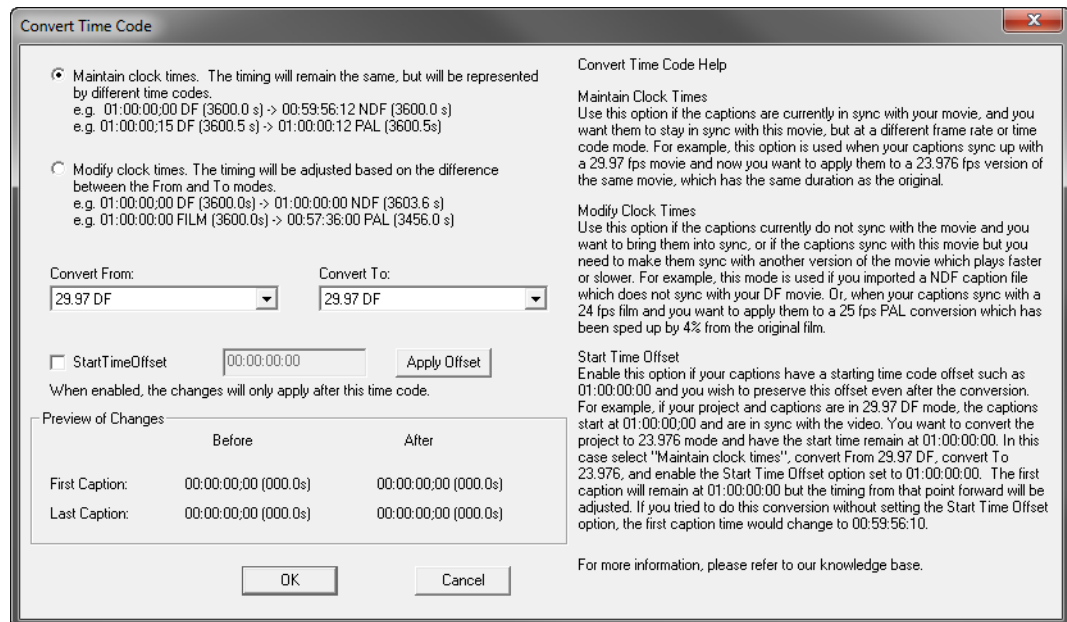 Convert Time Code
Maintain clock times. The timing will remain the same, but will be represented
by different time codes.
e.g. 01:00:00;00 DF (3600.0 s) -> 00:59:56:12 NDF (3600.0 s)
e.g. 01:00:00;15 DF (3600.5 s) -> 01:00:00:12 PAL (3600.5s)
Modify clock times. The timing will be adjusted based on the difference
between the From and To modes.
e.g. 01:00:00;00 DF (3600.0s) -> 01:00:00:00 NDF (3603.6 s)
e.g. 01:00:00:00 FILM (3600.0s) -> 00:57:36:00 PAL (3456.0 s)
Convert From:
Convert To:
29.97 DF
29.97 DF
StartTimeOffset
00:00:00:00
Apply Offset
When enabled, the changes will only apply after this time code.
Preview of Changes
Before
After
First Caption:
00:00:00;00 (000.0s)
00:00:00;00 (000.0s)
Last Caption:
00:00:00;00 (000.0s)
00:00:00;00 (000.0s)
OK
Cancel
Convert Time Code Help
Maintain Clock Times
Use this option if the captions are currently in sync with your movie, and you
want them to stay in sync with this movie, but at a different frame rate or time
code mode. For example, this option is used when your captions sync up with
a 29.97 fps movie and now you want to apply them to a 23.976 fps version of
the same movie, which has the same duration as the original.
Modify Clock Times
Use this option if the captions currently do not sync with the movie and you
want to bring them into sync, or if the captions sync with this movie but you
need to make them sync with another version of the movie which plays faster
or slower. For example, this mode is used if you imported a NDF caption file
which does not sync with your DF movie. Or, when your captions sync with a
24 fps film and you want to apply them to a 25 fps PAL conversion which has
been sped up by 4% from the original film.
Start Time Offset
Enable this option if your captions have a starting time code offset such as
01:00:00:00 and you wish to preserve this offset even after the conversion.
For example, if your project and captions are in 29.97 DF mode, the captions
start at 01:00:00;00 and are in sync with the video. You want to convert the
project to 23.976 mode and have the start time remain at 01:00:00:00. In this
case select "Maintain clock times", convert From 29.97 DF, convert To
23.976, and enable the Start Time Offset option set to 01:00:00:00. The first
caption will remain at 01:00:00:00 but the timing from that point forward will be
adjusted. If you tried to do this conversion without setting the Start Time Offset
option, the first caption time would change to 00:59:56:10.
For more information, please refer to our knowledge base.